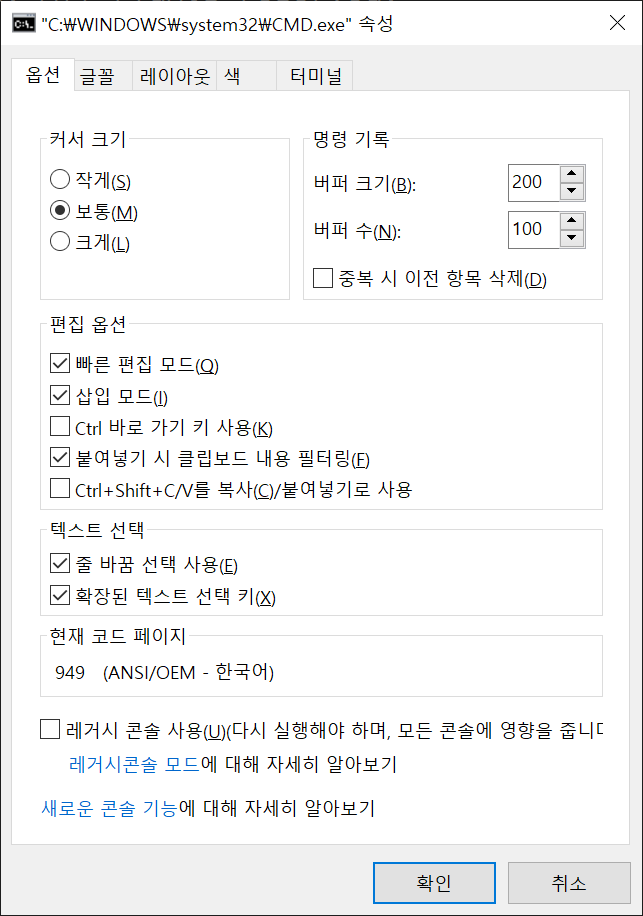 "C:₩WINDOWS₩system32₩CMD.exe" 속성
옵션 글꼴 레이아웃 색 터미널
커서 크기
작게(S)
보통(M)
크게(L)
명령 기록
버퍼 크기(B): 200
버퍼 수(N): 100
중복 시 이전 항목 삭제(D)
편집 옵션
빠른 편집 모드(Q)
삽입 모드(I)
Ctrl 바로 가기 키 사용(K)
붙여넣기 시 클립보드 내용 필터링(F)
Ctrl+Shift+C/V를 복사(C)/붙여넣기로 사용
텍스트 선택
줄 바꿈 선택 사용(E)
확장된 텍스트 선택 키(X)
현재 코드 페이지
949 (ANSI/OEM - 한국어)
레거시 콘솔 사용(U)(다시 실행해야 하며, 모든 콘솔에 영향을 줍니다
레거시콘솔 모드에 대해 자세히 알아보기
새로운 콘솔 기능에 대해 자세히 알아보기
확인 취소